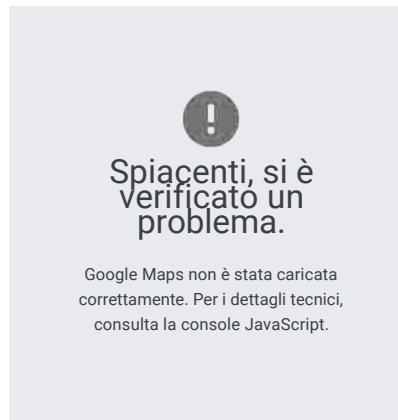 Spiacenti, si è
verificato un
problema.
Google Maps non è stata caricata
correttamente. Per i dettagli tecnici,
consulta la console JavaScript.